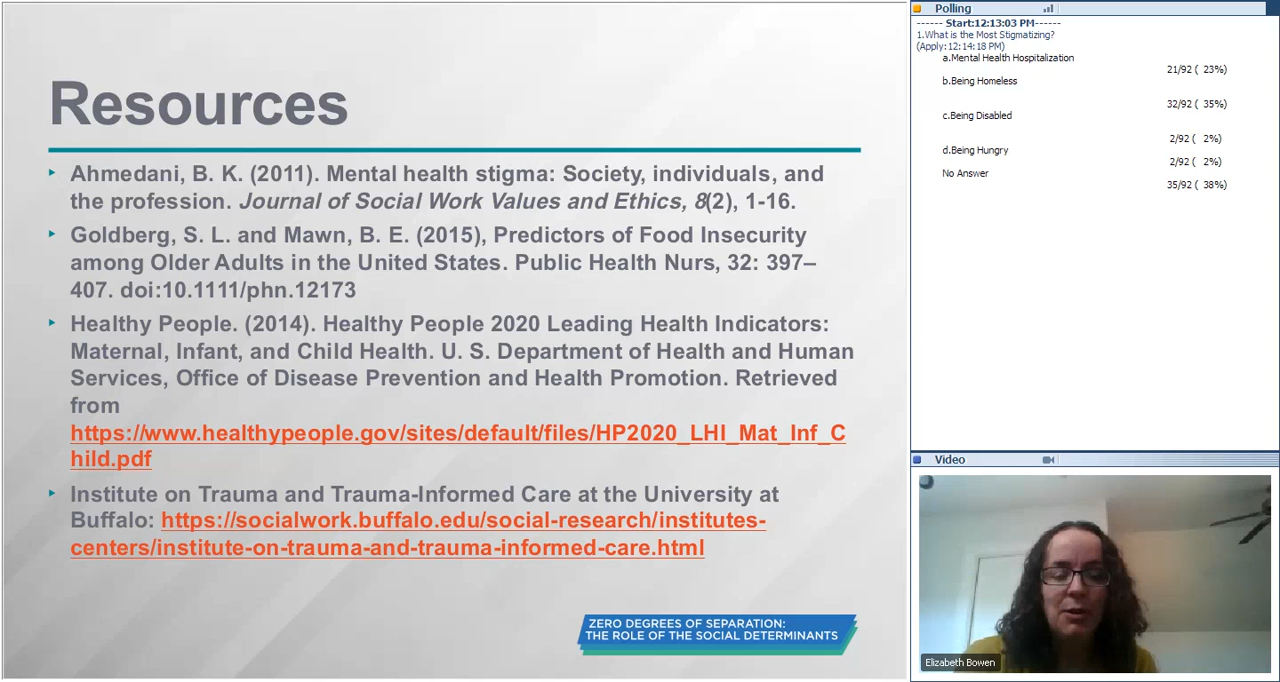 Resources
Ahmedani, B. K. (2011). Mental health stigma: Society, individuals, and
the profession. Journal of Social Work Values and Ethics, 8(2), 1-16.
Goldberg, S. L. and Mawn, B. E. (2015), Predictors of Food Insecurity
among Older Adults in the United States. Public Health Nurs, 32: 397–
407. doi:10.1111/phn.12173
Healthy People. (2014). Healthy People 2020 Leading Health Indicators:
Maternal, Infant, and Child Health. U. S. Department of Health and Human
Services, Office of Disease Prevention and Health Promotion. Retrieved
from
https://www.healthypeople.gov/sites/default/files/HP2020_LHI_Mat_Inf_C
hild.pdf
Institute on Trauma and Trauma-Informed Care at the University at
Buffalo: https://socialwork.buffalo.edu/social-research/institutes-
centers/institute-on-trauma-and-trauma-informed-care.html
ZERO DEGREES OF SEPARATION:
THE ROLE OF THE SOCIAL DETERMINANTS
Polling
------ Start:12:13:03 PM------
1.What is the Most Stigmatizing?
(Apply:12:14:18 PM)
a.Mental Health Hospitalization
21/92 ( 23%)
b.Being Homeless
32/92 ( 35%)
c.Being Disabled
2/92 ( 2%)
d.Being Hungry
2/92 ( 2%)
No Answer
35/92 ( 38%)
Video
Elizabeth Bowen